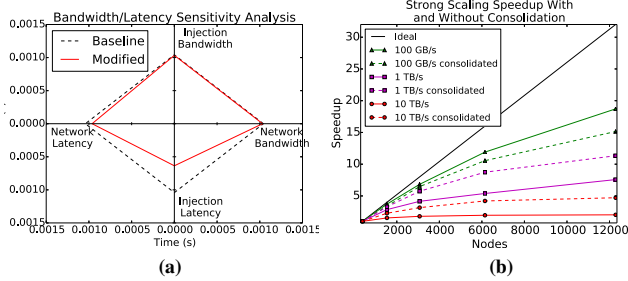 Bandwidth/Latency Sensitivity Analysis
Baseline
Modified
Injection
Bandwidth
0.0015
0.0010
0.0005
0.0000
0.0005
0.0010
0.0015
Network
Latency
Network
Bandwidth
Injection
Latency
0.0015 0.0010 0.0005 0.0000 0.0005 0.0010 0.0015
Time (s)
(a)
Strong Scaling Speedup With
and Without Consolidation
Ideal
100 GB/s
100 GB/s consolidated
1 TB/s
1 TB/s consolidated
10 TB/s
10 TB/s consolidated
Speedup
30
25
20
15
10
5
2000 4000 6000 8000 10000 12000
Nodes
(b)